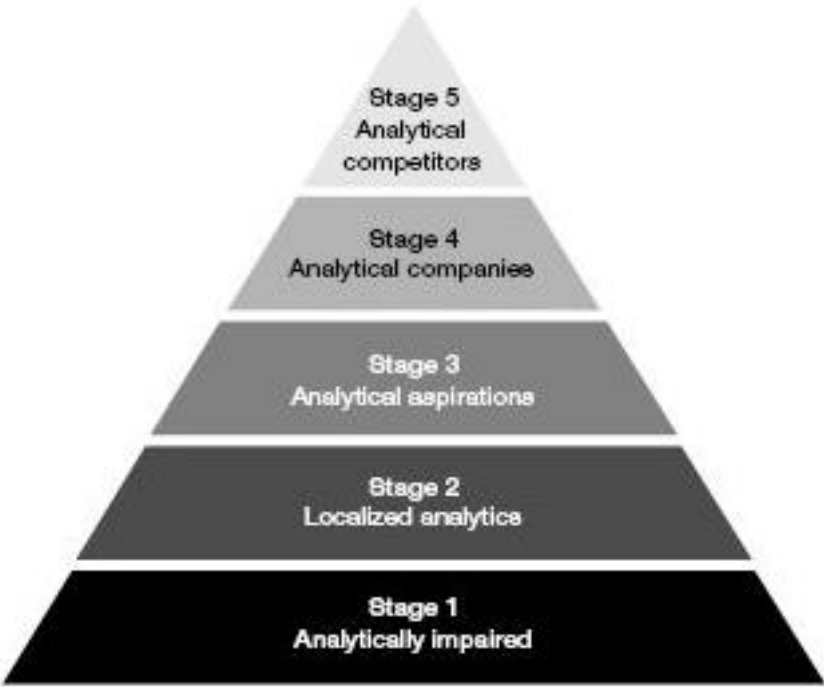 Stage 5
Analytical
competitors
Stage 4
Analytical companies
Stage 3
Analytical aspirations
Stage 2
Localized analytics
Stage 1
Analytically impaired